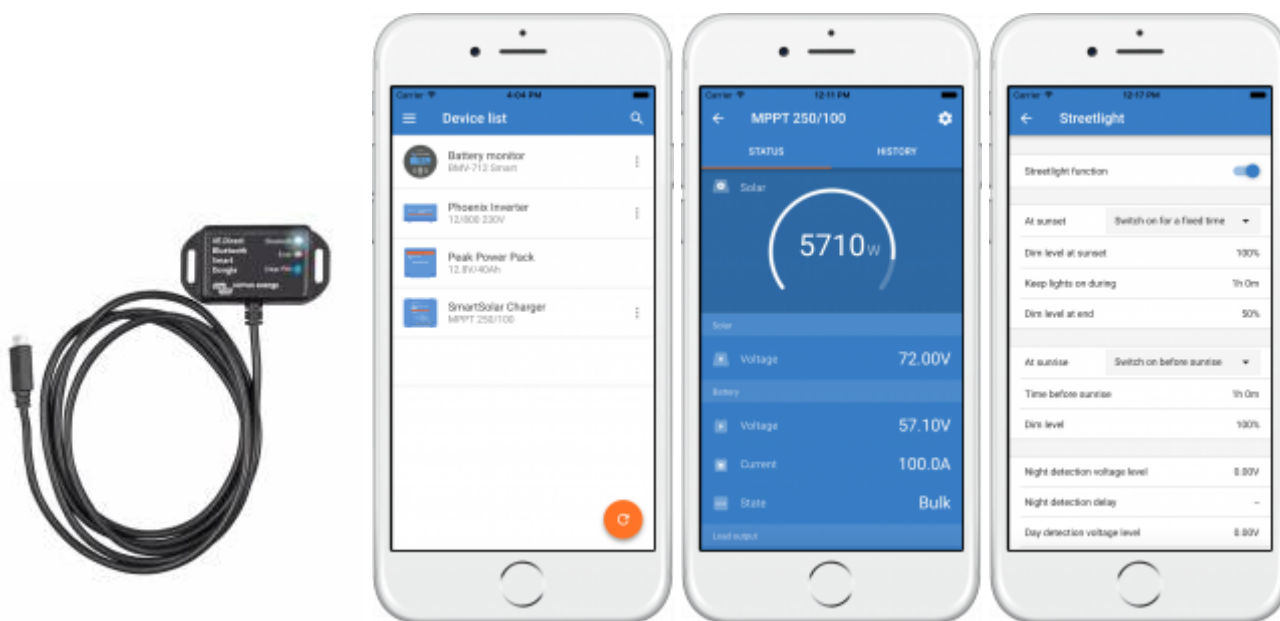 VE.Direct
Bluetooth
Smart
Dongle
victron energy
Carrier 4:04 PM
Device list
Battery monitor
BMV-712 Smart
Phoenix Inverter
12/800 230V
Peak Power Pack
12.8V/40Ah
SmartSolar Charger
MPPT 250/100
Carrier 12:11 PM
MPPT 250/100
STATUS HISTORY
Solar
5710W
Solar
Voltage 72.00V
Battery
Voltage 57.10V
Current 100.0A
State Bulk
Load output
Carrier 12:17 PM
Streetlight
Streetlight function
At sunset Switch on for a fixed time
Dim level at sunset 100%
Keep lights on during 1h 0m
Dim level at end 50%
At sunrise Switch on before sunrise
Time before sunrise 1h 0m
Dim level 100%
Night detection voltage level 0.00V
Night detection delay –
Day detection voltage level 0.00V